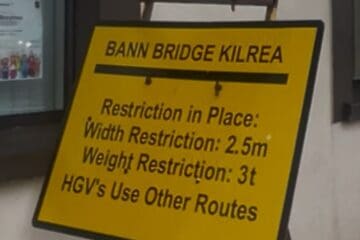 BANN BRIDGE KILREA
Restriction in Place:
Width Restriction: 2.5m
Weight Restriction: 3t
HGV's Use Other Routes